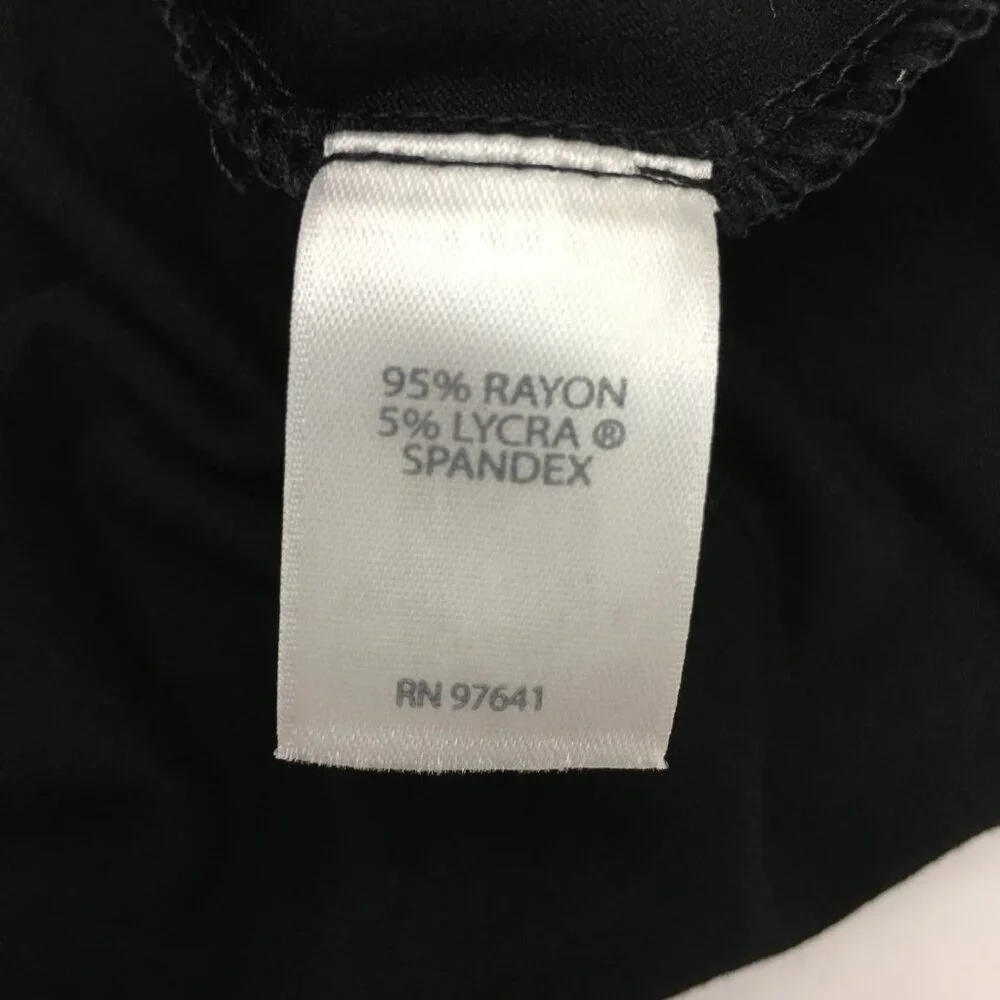 95% RAYON
5% LYCRA ®
SPANDEX
RN 97641